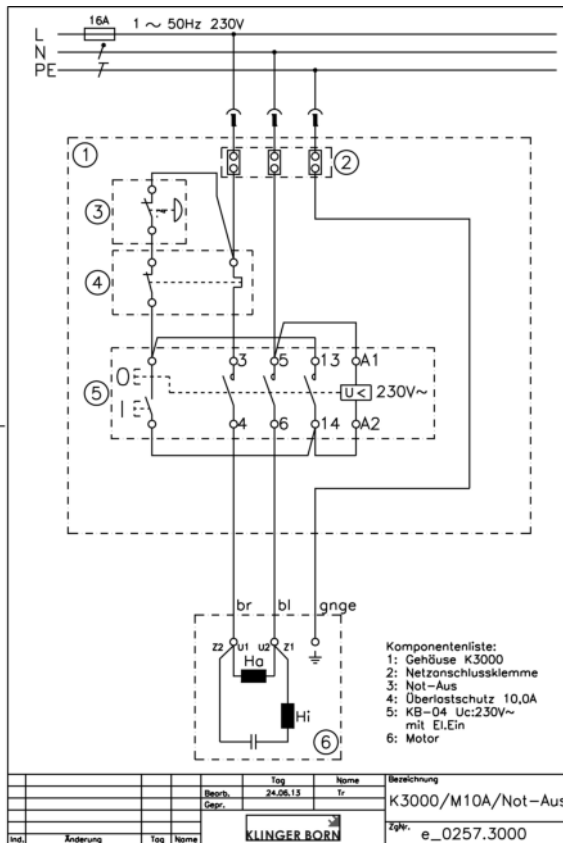 16A 1 ~ 50Hz 230V
L
N
PE
1
2
3
4
3 5 13 A1
O
5 U< 230V~
I
4 6 14 A2
br bl gnge
Z2 U1 U2 Z1
Ha
Hi
6
Komponentenliste:
1: Gehäuse K3000
2: Netzanschlussklemme
3: Not-Aus
4: Überlastschutz 10,0A
5: KB-04 Uc:230V~
mit El.Ein
6: Motor
Tag Name Bezeichnung
Bearb. 24.06.13 Tr
Gepr.
K3000/M10A/Not-Aus
KLINGER BORN
ZgNr. e_0257.3000
Ind. Änderung Tag Name